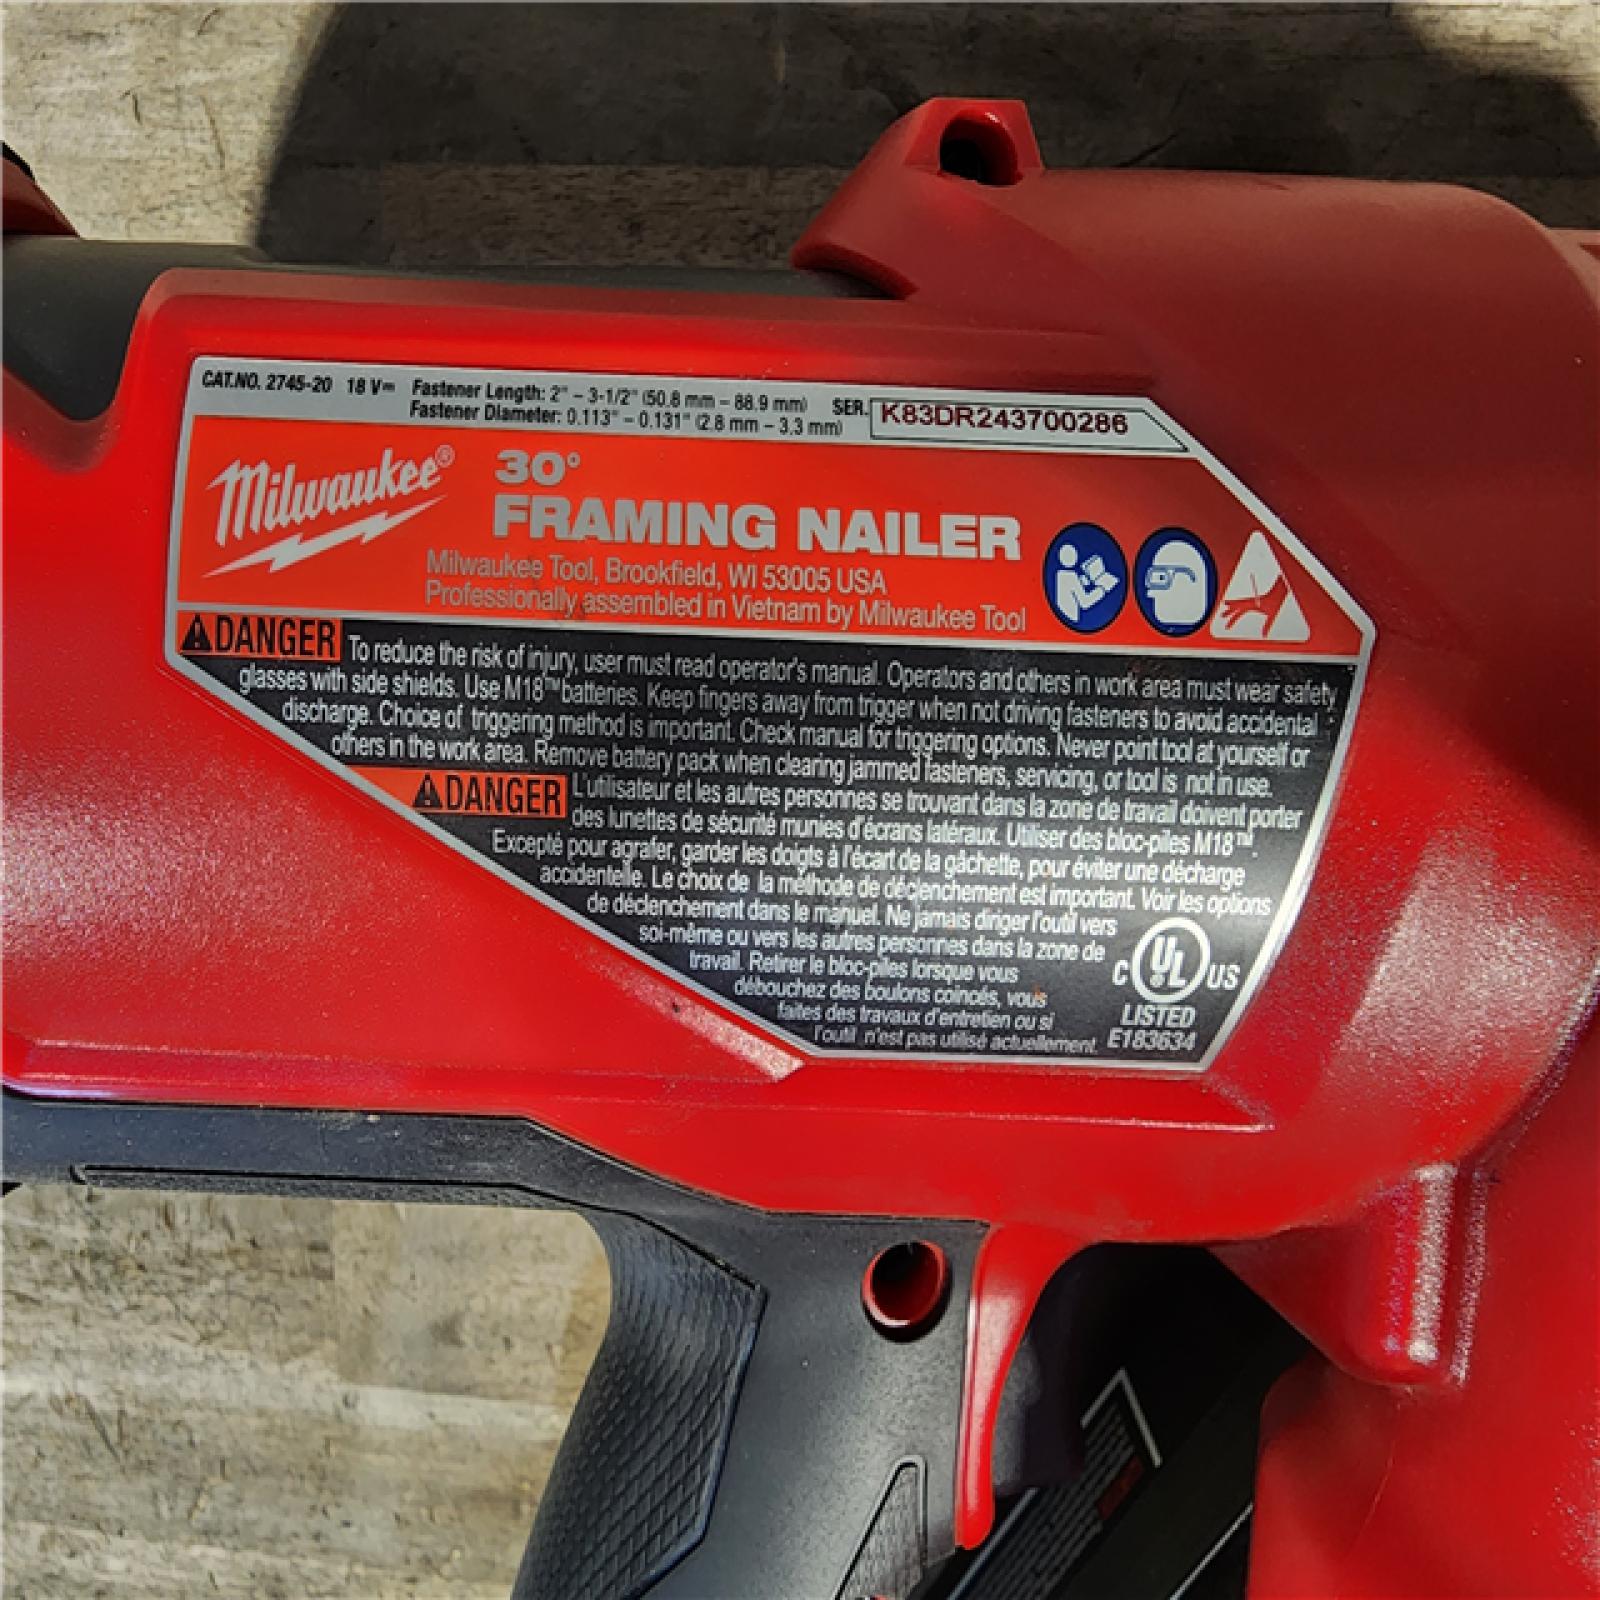 CAT.NO. 2745-20 18 V⎓ Fastener Length: 2" – 3-1/2" (50.8 mm – 88.9 mm)
Fastener Diameter: 0.113" – 0.131" (2.8 mm – 3.3 mm)
SER. K83DR243700286
Milwaukee®
30°
FRAMING NAILER
Milwaukee Tool, Brookfield, WI 53005 USA
Professionally assembled in Vietnam by Milwaukee Tool
DANGER To reduce the risk of injury, user must read operator's manual. Operators and others in work area must wear safety
glasses with side shields. Use M18™ batteries. Keep fingers away from trigger when not driving fasteners to avoid accidental
discharge. Choice of triggering method is important. Check manual for triggering options. Never point tool at yourself or
others in the work area. Remove battery pack when clearing jammed fasteners, servicing, or tool is not in use.
DANGER L'utilisateur et les autres personnes se trouvant dans la zone de travail doivent porter
des lunettes de sécurité munies d'écrans latéraux. Utiliser des bloc-piles M18™.
Excepté pour agrafer, garder les doigts à l'écart de la gâchette, pour éviter une décharge
accidentelle. Le choix de la méthode de déclenchement est important. Voir les options
de déclenchement dans le manuel. Ne jamais diriger l'outil vers
soi-même ou vers les autres personnes dans la zone de
travail. Retirer le bloc-piles lorsque vous
débouchez des boulons coincés, vous
faites des travaux d'entretien ou si
l'outil n'est pas utilisé actuellement.
C UL US
LISTED
E183634